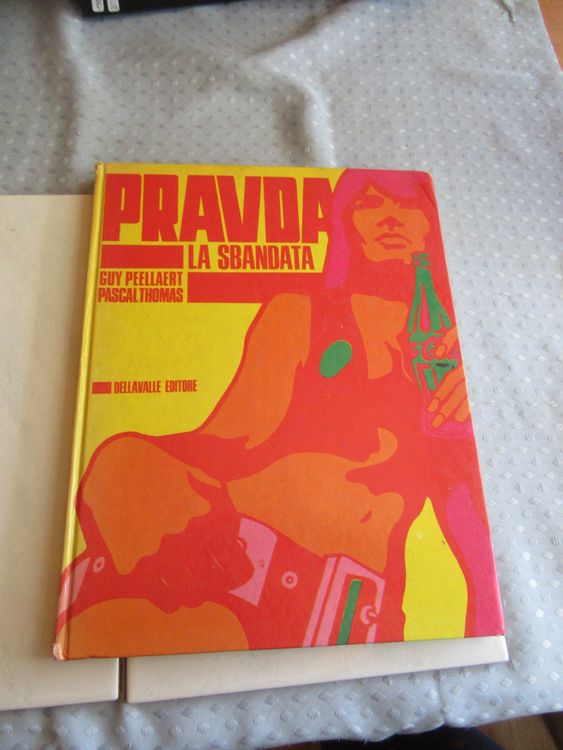 PRAVDA
LA SBANDATA
GUY PEELLAERT
PASCAL THOMAS
DELLAVALLE EDITORE